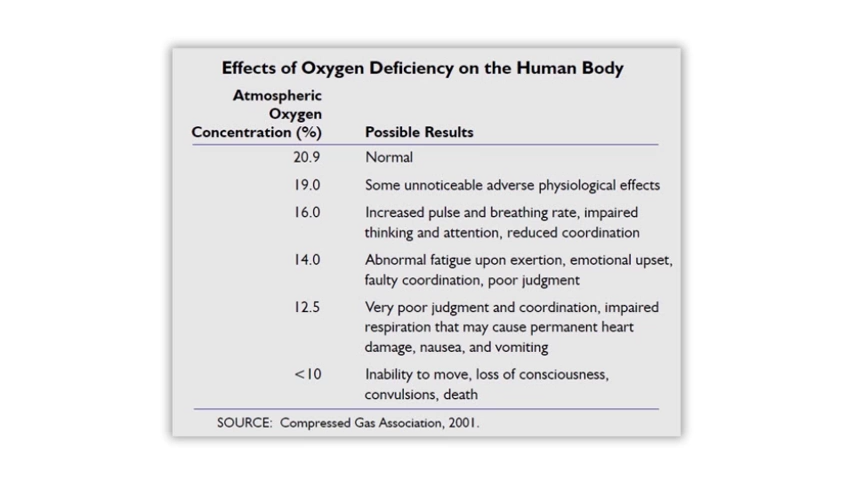 Effects of Oxygen Deficiency on the Human Body
Atmospheric
Oxygen
Concentration (%) Possible Results
20.9 Normal
19.0 Some unnoticeable adverse physiological effects
16.0 Increased pulse and breathing rate, impaired
thinking and attention, reduced coordination
14.0 Abnormal fatigue upon exertion, emotional upset,
faulty coordination, poor judgment
12.5 Very poor judgment and coordination, impaired
respiration that may cause permanent heart
damage, nausea, and vomiting
<10 Inability to move, loss of consciousness,
convulsions, death
SOURCE: Compressed Gas Association, 2001.